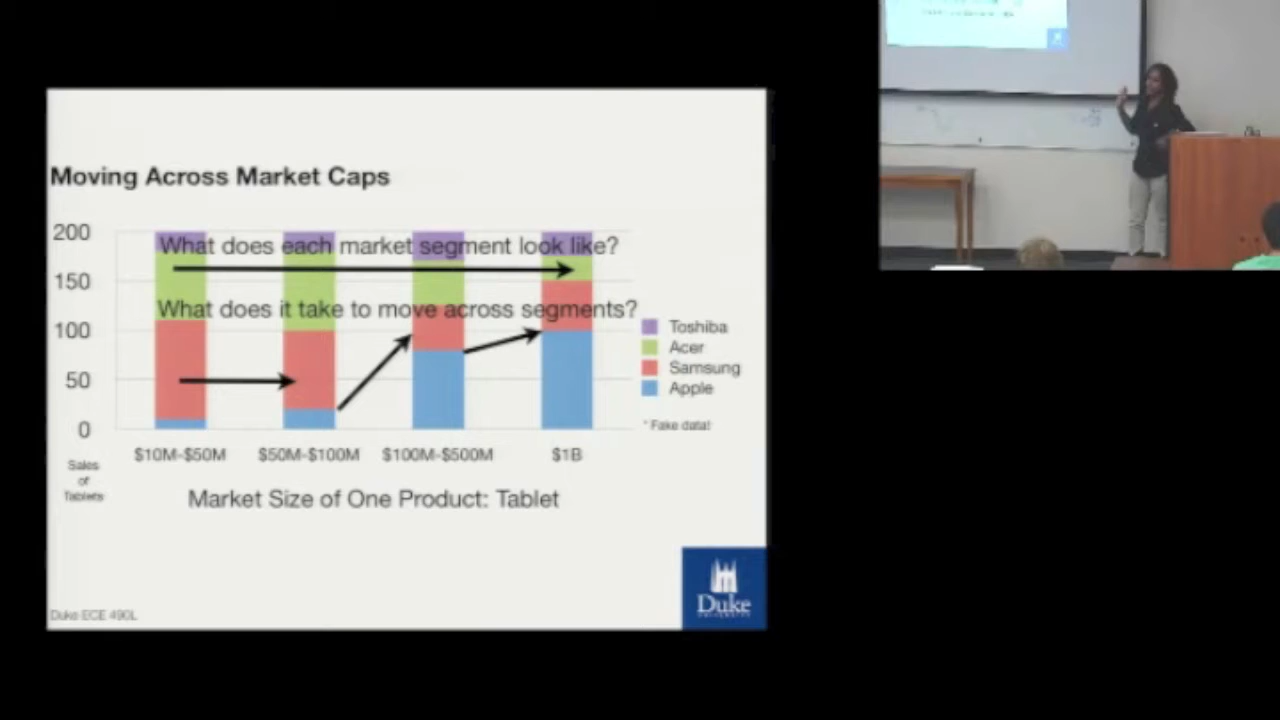 Moving Across Market Caps
200
What does each market segment look like?
150
What does it take to move across segments?
100
50
0
Toshiba
Acer
Samsung
Apple
* Fake data!
$10M-$50M $50M-$100M $100M-$500M $1B
Sales
of
Tablets
Market Size of One Product: Tablet
Duke
UNIVERSITY
Duke ECE 490L